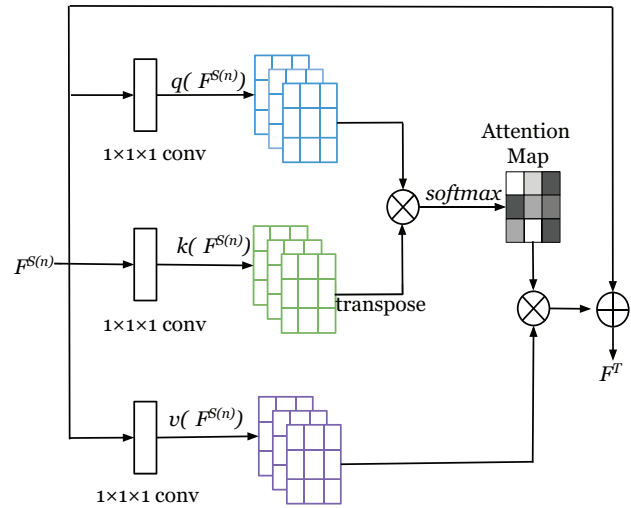 q( F^S(n))
1×1×1 conv
Attention
Map
softmax
k( F^S(n))
F^S(n)
transpose
1×1×1 conv
F^T
v( F^S(n))
1×1×1 conv